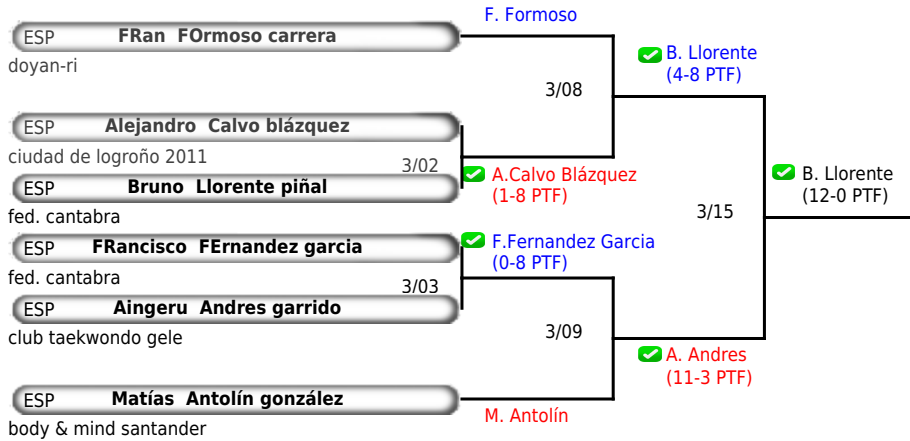 F. Formoso
ESP FRan FOrmoso carrera
doyan-ri
B. Llorente
(4-8 PTF)
3/08
ESP Alejandro Calvo blázquez
ciudad de logroño 2011
3/02
A.Calvo Blázquez
(1-8 PTF)
ESP Bruno Llorente piñal
fed. cantabra
B. Llorente
(12-0 PTF)
3/15
ESP FRancisco FErnandez garcia
fed. cantabra
F.Fernandez Garcia
(0-8 PTF)
3/03
ESP Aingeru Andres garrido
club taekwondo gele
3/09
A. Andres
(11-3 PTF)
ESP Matías Antolín gonzález
body & mind santander
M. Antolín